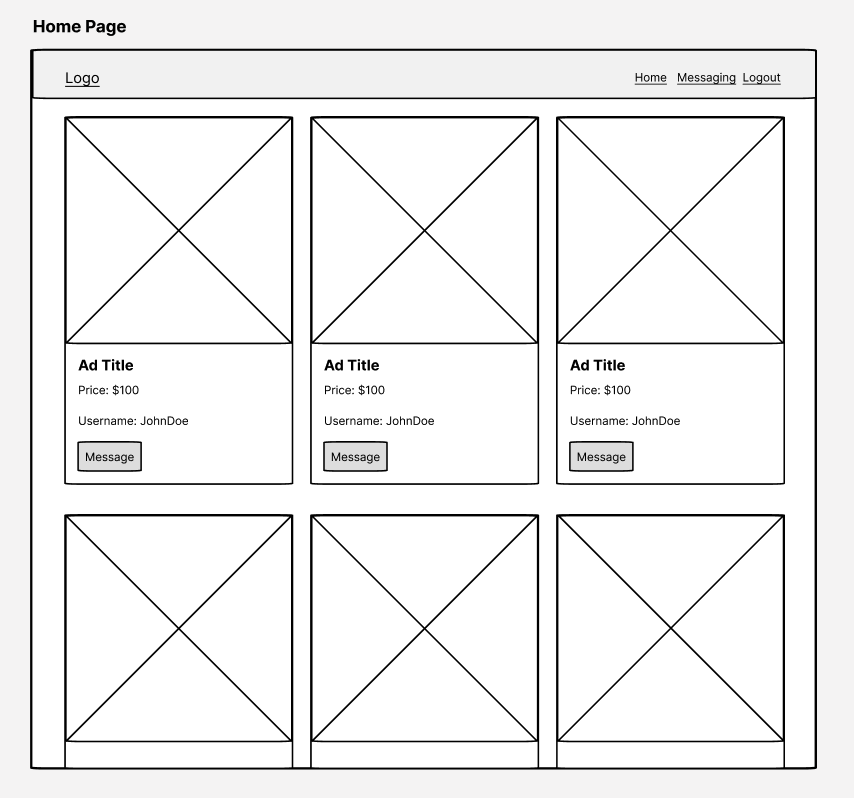 Home Page
Logo
Home Messaging Logout
Ad Title
Price: $100
Username: JohnDoe
Message
Ad Title
Price: $100
Username: JohnDoe
Message
Ad Title
Price: $100
Username: JohnDoe
Message